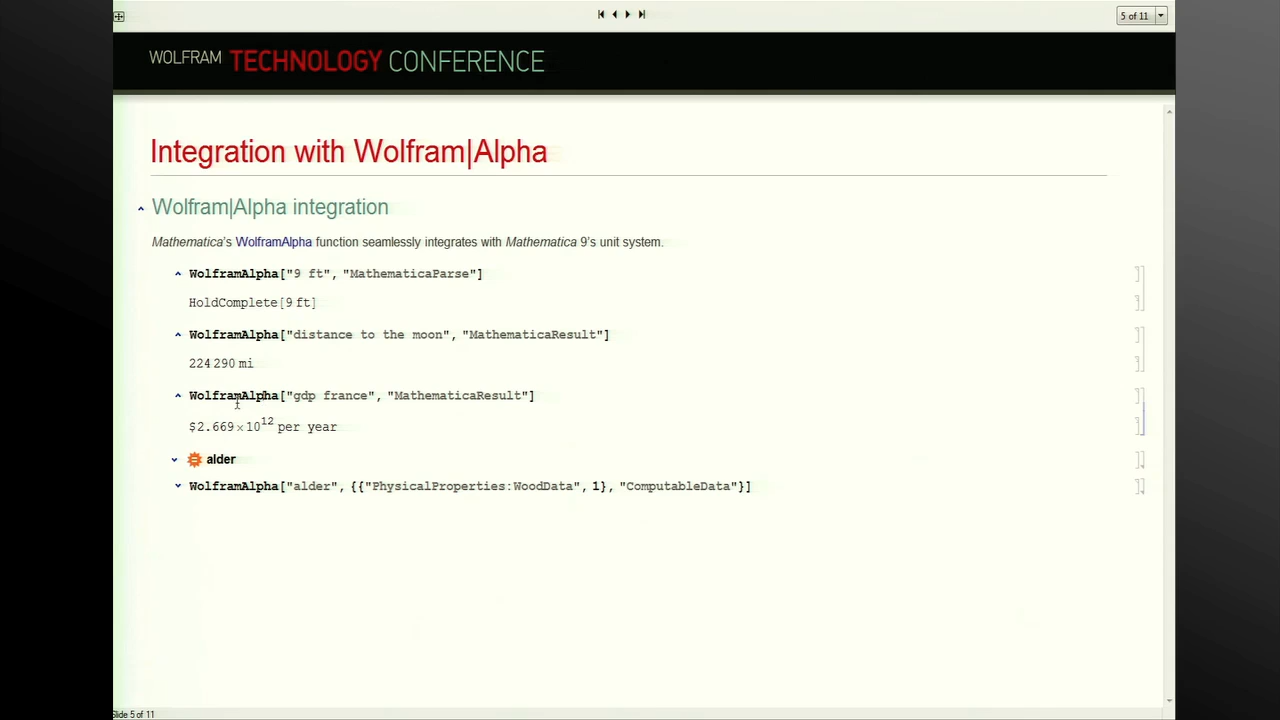 5 of 11
WOLFRAM TECHNOLOGY CONFERENCE
Integration with Wolfram|Alpha
Wolfram|Alpha integration
Mathematica's WolframAlpha function seamlessly integrates with Mathematica 9's unit system.
WolframAlpha["9 ft", "MathematicaParse"]
HoldComplete[9 ft]
WolframAlpha["distance to the moon", "MathematicaResult"]
224 290 mi
WolframAlpha["gdp france", "MathematicaResult"]
$2.669×10^12 per year
alder
WolframAlpha["alder", {{"PhysicalProperties:WoodData", 1}, "ComputableData"}]
Slide 5 of 11